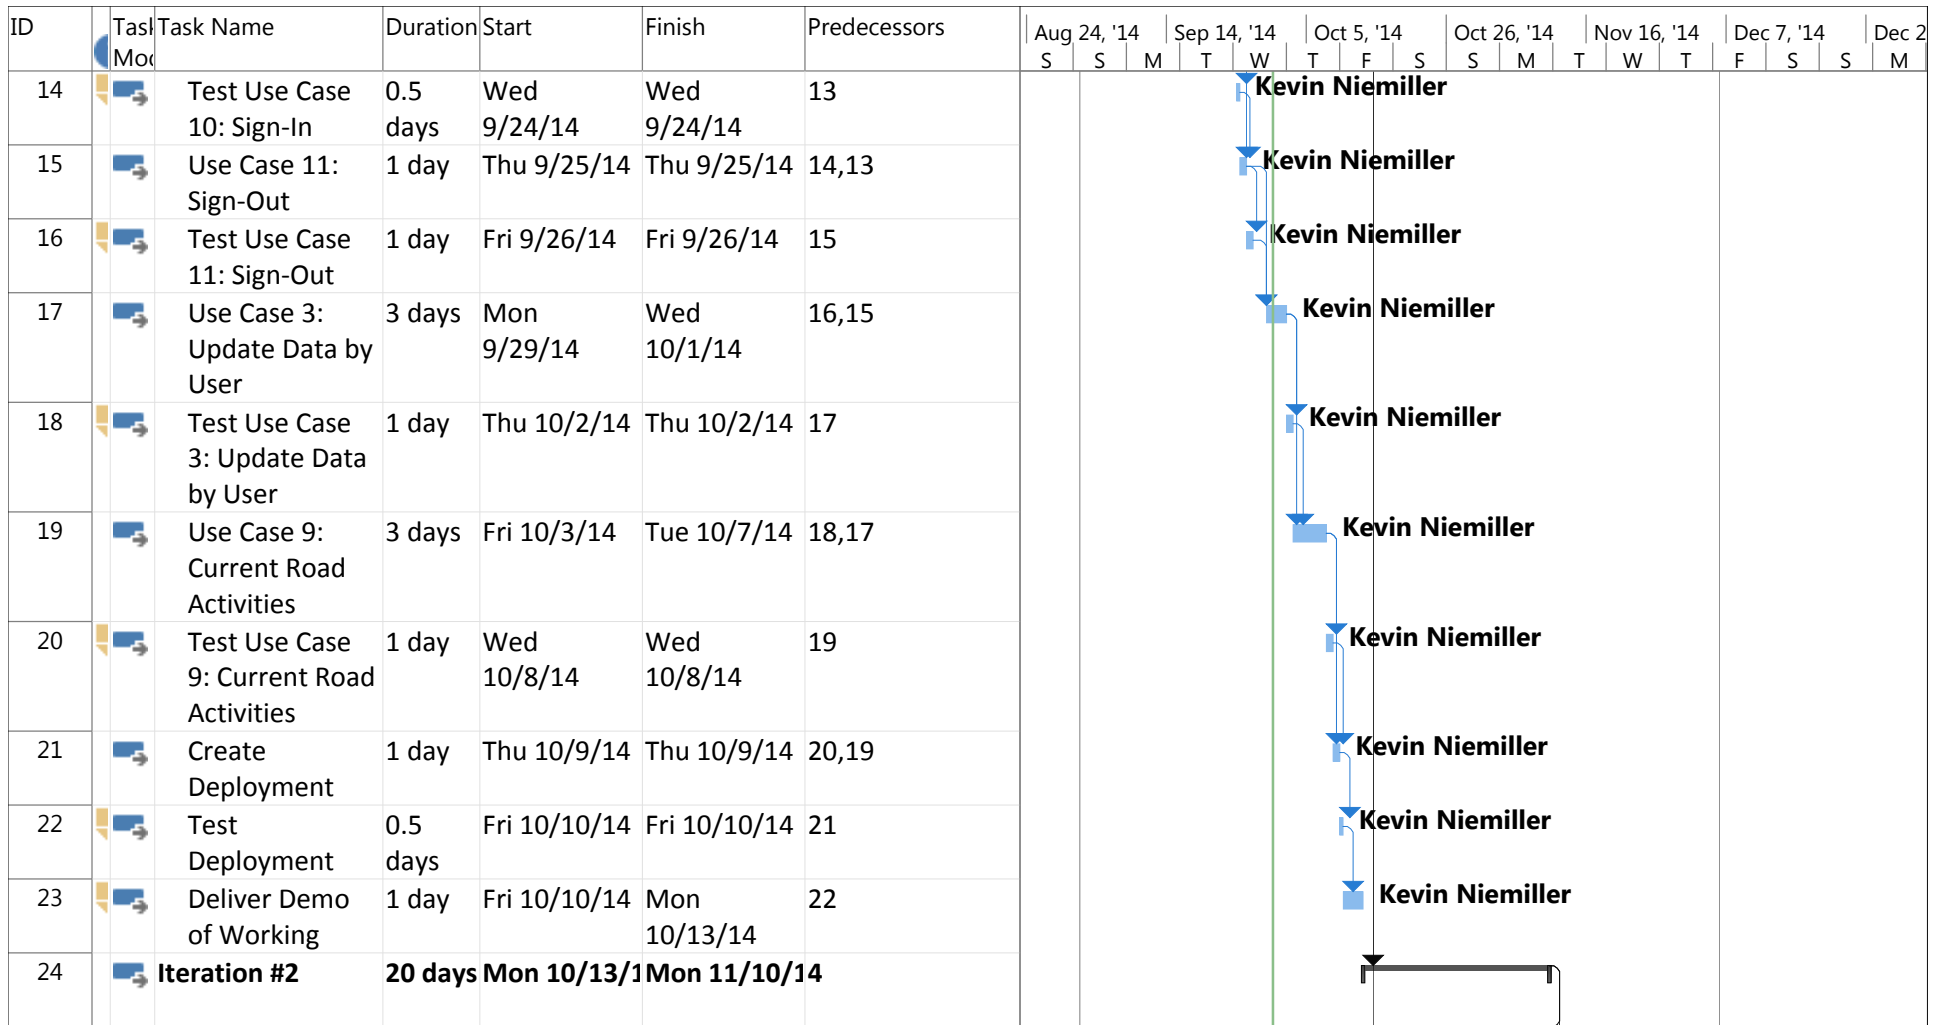 ID Task Mod Task Name Duration Start Finish Predecessors
Aug 24, '14 Sep 14, '14 Oct 5, '14 Oct 26, '14 Nov 16, '14 Dec 7, '14 Dec 2
S S M T W T F S S M T W T F S S M
14 Test Use Case 0.5 Wed Wed 13 Kevin Niemiller
10: Sign-In days 9/24/14 9/24/14
15 Use Case 11: 1 day Thu 9/25/14 Thu 9/25/14 14,13 Kevin Niemiller
Sign-Out
16 Test Use Case 1 day Fri 9/26/14 Fri 9/26/14 15 Kevin Niemiller
11: Sign-Out
17 Use Case 3: 3 days Mon Wed 16,15 Kevin Niemiller
Update Data by 9/29/14 10/1/14
User
18 Test Use Case 1 day Thu 10/2/14 Thu 10/2/14 17 Kevin Niemiller
3: Update Data
by User
19 Use Case 9: 3 days Fri 10/3/14 Tue 10/7/14 18,17 Kevin Niemiller
Current Road
Activities
20 Test Use Case 1 day Wed Wed 19 Kevin Niemiller
9: Current Road 10/8/14 10/8/14
Activities
21 Create 1 day Thu 10/9/14 Thu 10/9/14 20,19 Kevin Niemiller
Deployment
22 Test 0.5 Fri 10/10/14 Fri 10/10/14 21 Kevin Niemiller
Deployment days
23 Deliver Demo 1 day Fri 10/10/14 Mon 22 Kevin Niemiller
of Working 10/13/14
24 Iteration #2 20 days Mon 10/13/1 Mon 11/10/14